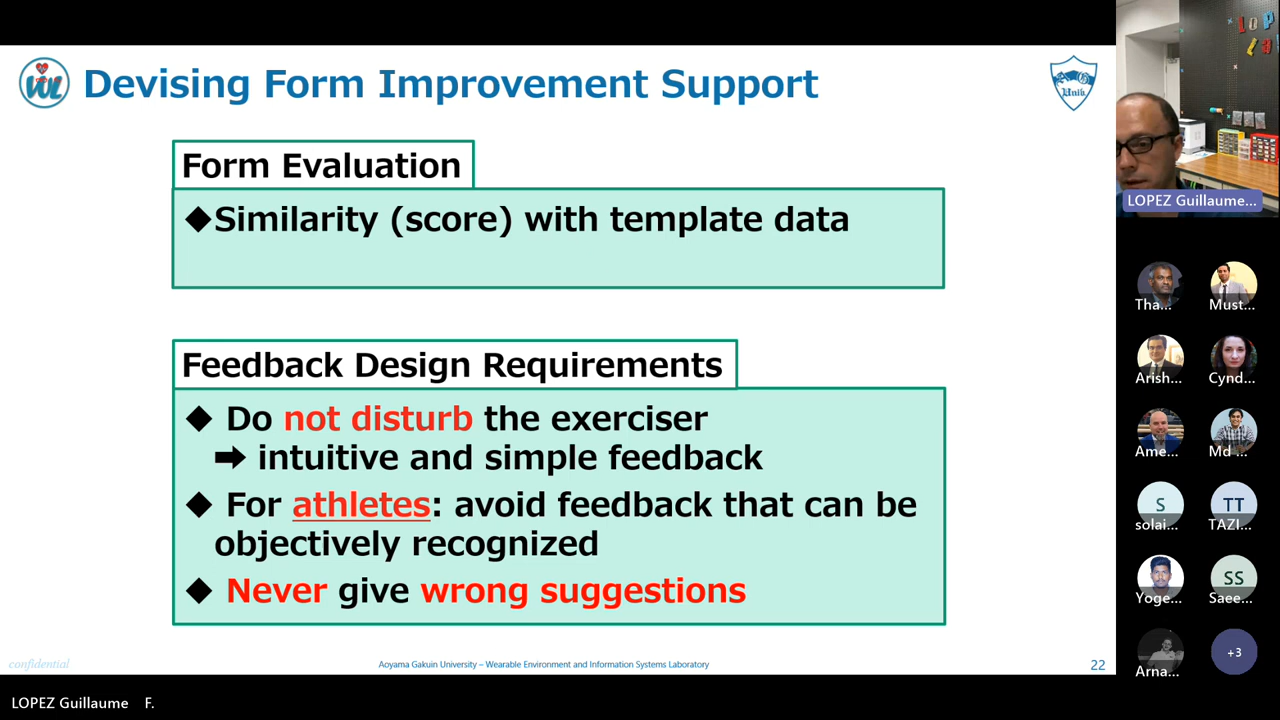 Devising Form Improvement Support
Form Evaluation
◆Similarity (score) with template data
Feedback Design Requirements
◆ Do not disturb the exerciser
➡ intuitive and simple feedback
◆ For athletes: avoid feedback that can be
objectively recognized
◆ Never give wrong suggestions
confidential
Aoyama Gakuin University – Wearable Environment and Information Systems Laboratory
22
LOPEZ Guillaume...
Tha...
Must...
Arish...
Cynd...
Ame...
Md ...
S
solai...
TT
TAZI...
Yoge...
SS
Saee...
Arna...
+3
LOPEZ Guillaume F.